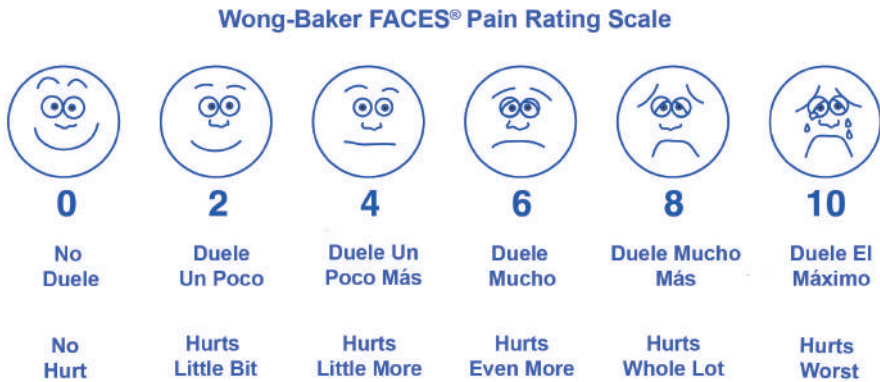 Wong-Baker FACES® Pain Rating Scale
0 2 4 6 8 10
No Duele Duele Un Duele Duele Mucho Duele El
Duele Un Poco Poco Más Mucho Más Máximo
No Hurts Hurts Hurts Hurts Hurts
Hurt Little Bit Little More Even More Whole Lot Worst